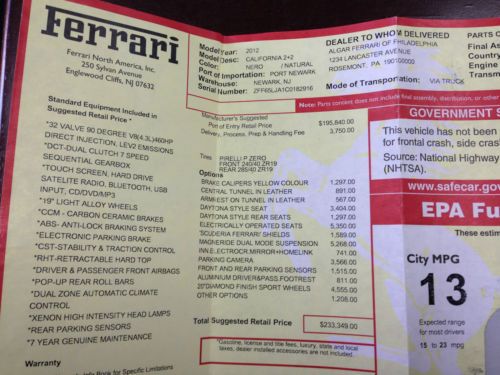 Ferrari
Ferrari North America, Inc.
250 Sylvan Avenue
Englewood Cliffs, NJ 07632
Standard Equipment Included in
Suggested Retail Price *
*32 VALVE 90 DEGREE V8(4.3L)460HP
DIRECT INJECTION, LEV2 EMISSIONS
*DCT-DUAL CLUTCH 7 SPEED
SEQUENTIAL GEARBOX
*TOUCH SCREEN, HARD DRIVE
SATELITE RADIO, BLUETOOTH, USB
INPUT, CD/DVD/MP3)
*19" LIGHT ALLOY WHEELS
*CCM - CARBON CERAMIC BRAKES
*ABS- ANTI-LOCK BRAKING SYSTEM
*ELECTRONIC PARKING BRAKE
*CST-STABILITY & TRACTION CONTROL
*RHT-RETRACTABLE HARD TOP
*DRIVER & PASSENGER FRONT AIRBAGS
*POP-UP REAR ROLL BARS
*DUAL ZONE AUTOMATIC CLIMATE
CONTROL
*XENON HIGH INTENSITY HEAD LAMPS
*REAR PARKING SENSORS
*7 YEAR GENUINE MAINTENANCE
Warranty
Book for Specific Limitations
Model Year: 2012
Model Desc: CALIFORNIA 2+2
Color: NERO / NATURAL
Port of Importation: PORT NEWARK
Warehouse: NEWARK, NJ
Serial Number: ZFF65LJA1C0182916
Manufacturer's Suggested
Port of Entry Retail Price $195,840.00
Delivery, Process, Prep & Handling Fee 3,750.00
Tires PIRELLI P ZERO
FRONT 240/40 ZR19
REAR 285/40 ZR19
Options
BRAKE CALIPERS YELLOW COLOUR 1,297.00
CENTRAL TUNNEL IN LEATHER 891.00
ARMREST ON TUNNEL IN LEATHER 567.00
DAYTONA STYLE SEAT 3,404.00
DAYTONA STYLE REAR SEATS 1,297.00
ELECTRICALLY OPERATED SEATS 5,350.00
'SCUDERIA FERRARI' SHIELDS 1,589.00
MAGNERIDE DUAL MODE SUSPENSION 5,268.00
INN.ELECTOR.MIRROR+HOMELINK 741.00
PARKING CAMERA 3,566.00
FRONT AND REAR PARKING SENSORS 1,515.00
ALUMINIUM DRIVER&PASS.FOOTREST 811.00
20"DIAMOND FINISH SPORT WHEELS 4,555.00
OTHER OPTIONS 1,208.00
Total Suggested Retail Price $233,349.00
*Gasoline, license and title fees, luxury, state and local
taxes, dealer installed accessories are not included.
DEALER TO WHOM DELIVERED
ALGAR FERRARI OF PHILADELPHIA
1234 LANCASTER AVENUE
ROSEMONT, PA 190100000
Mode of Transportation: VIA TRUCK
PARTS C
Final As
Country
Engine
Transm
Note: Parts content does not include final assembly, distribution, or other
GOVERNMENT S
This vehicle has not been
for frontal crash, side cras
Source: National Highway
(NHTSA).
www.safecar.go
EPA Fu
These estim
City MPG
13
Expected range
for most drivers
15 to 23 mpg